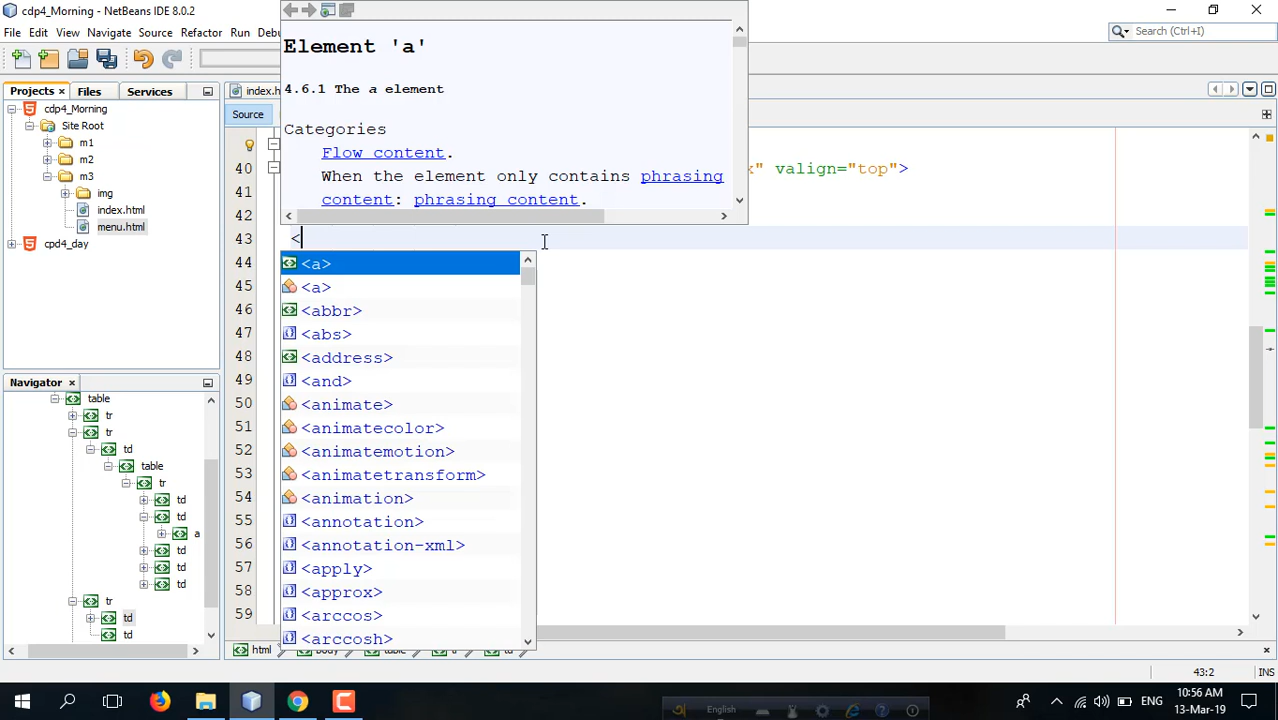 cdp4_Morning - NetBeans IDE 8.0.2
File Edit View Navigate Source Refactor Run
Search (Ctrl+I)
Projects Files Services
cdp4_Morning
Site Root
m1
m2
m3
img
index.html
menu.html
cpd4_day
Navigator
table
tr
tr
td
table
tr
td
td
a
td
td
td
tr
td
td
Source
Element 'a'
4.6.1 The a element
Categories
Flow content.
When the element only contains phrasing
content: phrasing content.
40 valign="top">
41
42
43 <
44
45
46
47
48
49
50
51
52
53
54
55
56
57
58
59
<a>
<a>
<abbr>
<abs>
<address>
<and>
<animate>
<animatecolor>
<animatemotion>
<animatetransform>
<animation>
<annotation>
<annotation-xml>
<apply>
<approx>
<arccos>
<arccosh>
html
43:2 INS
English
ENG
10:56 AM
13-Mar-19